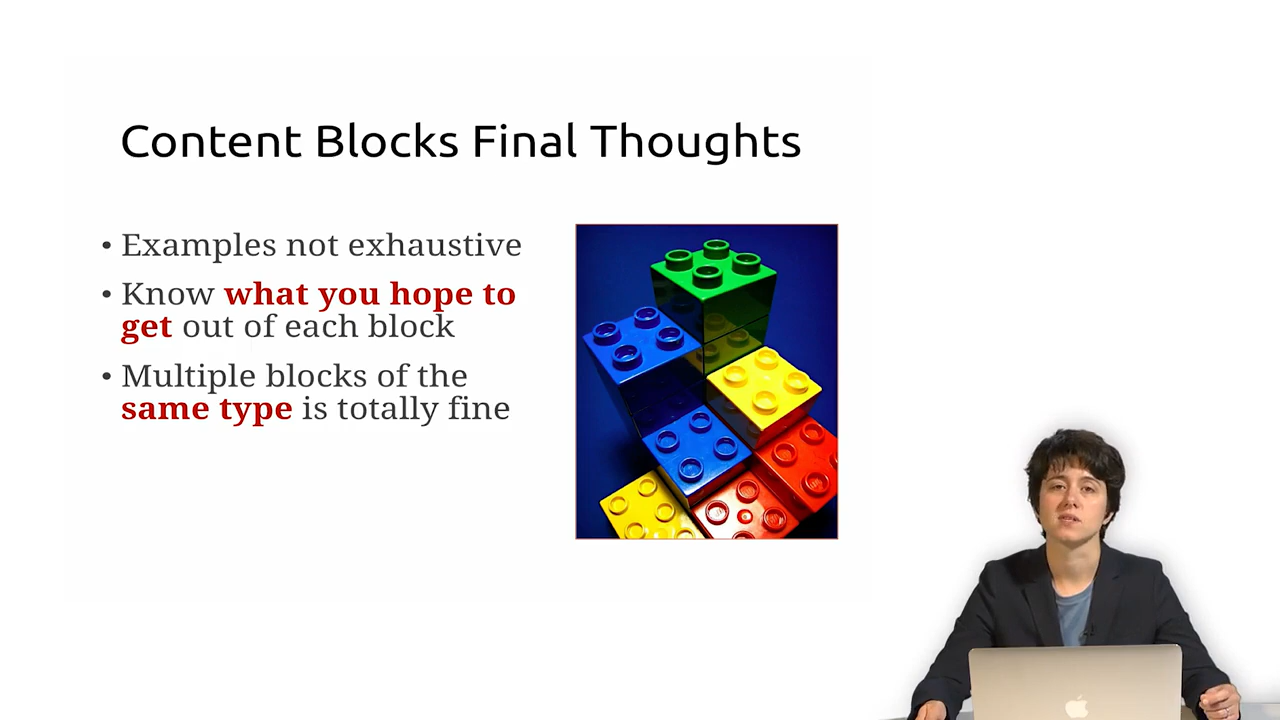 Content Blocks Final Thoughts
• Examples not exhaustive
• Know what you hope to
get out of each block
• Multiple blocks of the
same type is totally fine